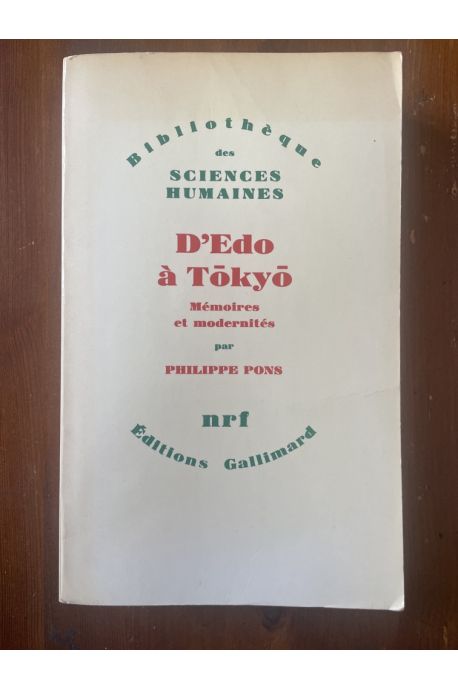 Bibliothèque
des
SCIENCES
HUMAINES
D'Edo
à Tōkyō
Mémoires
et modernités
par
PHILIPPE PONS
nrf
Éditions Gallimard